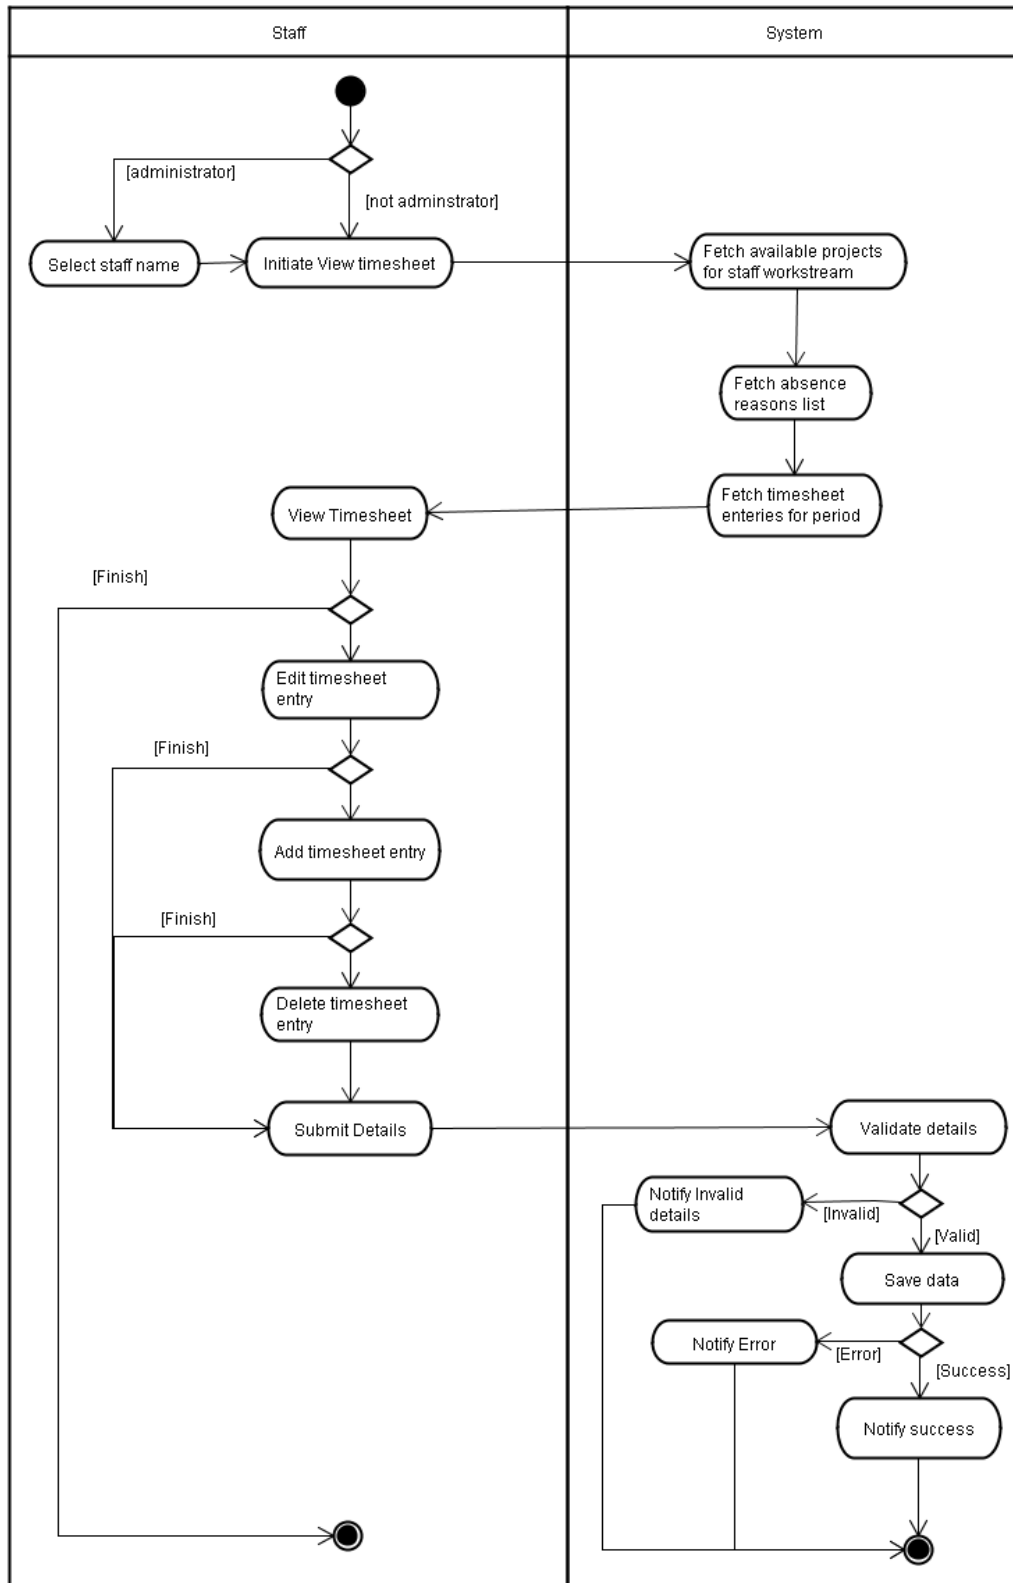 Staff
System
[administrator]
[not adminstrator]
Select staff name
Initiate View timesheet
Fetch available projects
for staff workstream
Fetch absence
reasons list
Fetch timesheet
enteries for period
View Timesheet
[Finish]
Edit timesheet
entry
[Finish]
Add timesheet entry
[Finish]
Delete timesheet
entry
Submit Details
Validate details
Notify Invalid
details
[Invalid]
[Valid]
Save data
Notify Error
[Error]
[Success]
Notify success